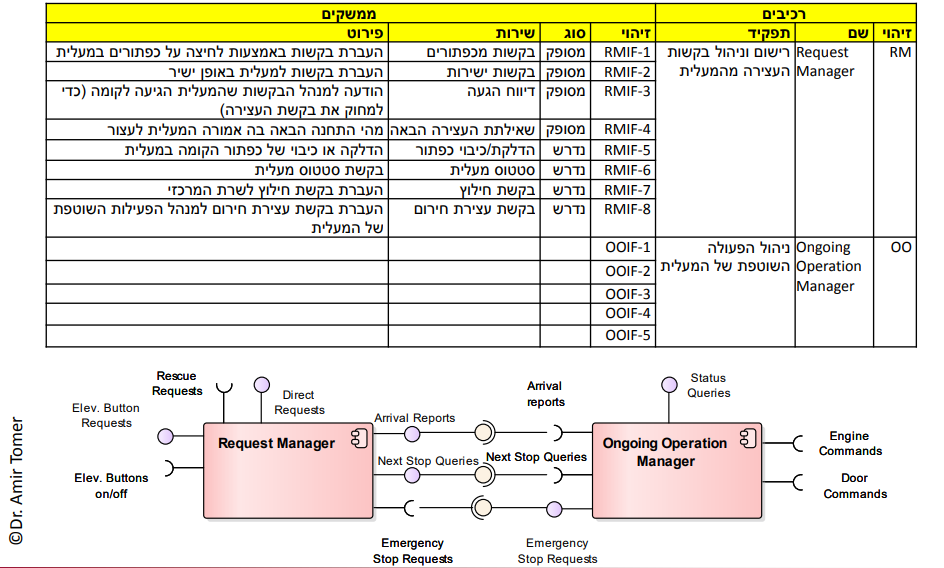 רכיבים ממשקים
זיהוי שם תפקיד זיהוי סוג שירות פירוט
RM Request Manager רישום וניהול בקשות העצירה מהמעלית RMIF-1 מסופק בקשות מכפתורים העברת בקשות באמצעות לחיצה על כפתורים במעלית
RMIF-2 מסופק בקשות ישירות העברת בקשות למעלית באופן ישיר
RMIF-3 מסופק דיווח הגעה הודעה למנהל הבקשות שהמעלית הגיעה לקומה (כדי
למחוק את בקשת העצירה)
RMIF-4 מסופק שאילתת העצירה הבאה מהי התחנה הבאה בה אמורה המעלית לעצור
RMIF-5 נדרש הדלקת/כיבוי כפתור הדלקה או כיבוי של כפתור הקומה במעלית
RMIF-6 נדרש סטטוס מעלית בקשת סטטוס מעלית
RMIF-7 נדרש בקשת חילוץ העברת בקשת חילוץ לשרת המרכזי
RMIF-8 נדרש בקשת עצירת חירום העברת בקשת עצירת חירום למנהל הפעילות השוטפת
של המעלית
OO Ongoing Operation Manager ניהול הפעולה השוטפת של המעלית OOIF-1
OOIF-2
OOIF-3
OOIF-4
OOIF-5
Rescue
Requests
Direct
Requests
Elev. Button
Requests
Elev. Buttons
on/off
Request Manager
Arrival Reports
Next Stop Queries
Emergency
Stop Requests
Arrival
reports
Next Stop Queries
Emergency
Stop Requests
Status
Queries
Ongoing Operation
Manager
Engine
Commands
Door
Commands
©Dr. Amir Tomer